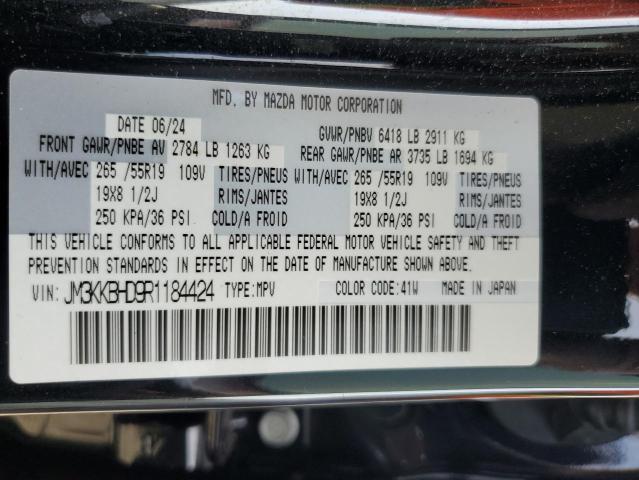 MFD. BY MAZDA MOTOR CORPORATION
DATE 06/24 GVWR/PNBV 6418 LB 2911 KG
FRONT GAWR/PNBE AV 2784 LB 1263 KG REAR GAWR/PNBE AR 3735 LB 1694 KG
WITH/AVEC 265 /55R19 109V TIRES/PNEUS WITH/AVEC 265 /55R19 109V TIRES/PNEUS
19X8 1/2J RIMS/JANTES 19X8 1/2J RIMS/JANTES
250 KPA/36 PSI COLD/A FROID 250 KPA/36 PSI COLD/A FROID
THIS VEHICLE CONFORMS TO ALL APPLICABLE FEDERAL MOTOR VEHICLE SAFETY AND THEFT
PREVENTION STANDARDS IN EFFECT ON THE DATE OF MANUFACTURE SHOWN ABOVE.
VIN: JM3KKBHD9R1184424 TYPE:MPV COLOR CODE:41W MADE IN JAPAN